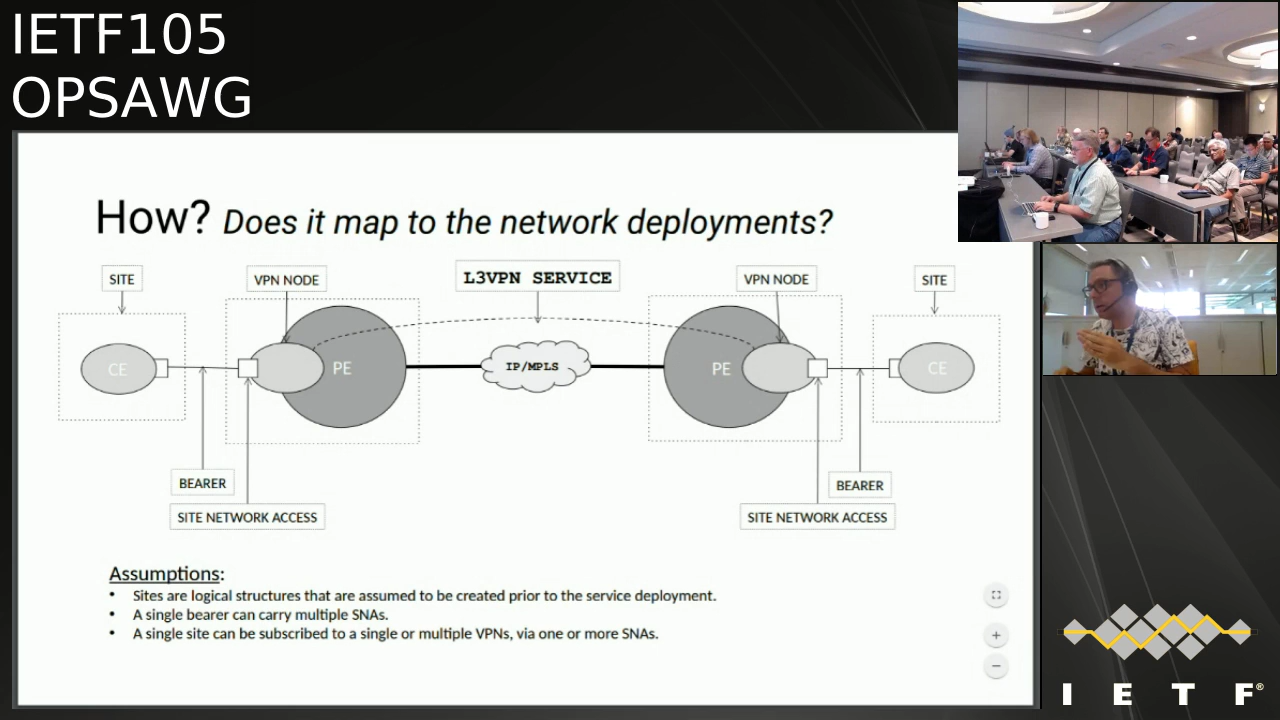 IETF105
OPSAWG
How? Does it map to the network deployments?
SITE
VPN NODE
L3VPN SERVICE
VPN NODE
SITE
CE
PE
IP/MPLS
PE
CE
BEARER
BEARER
SITE NETWORK ACCESS
SITE NETWORK ACCESS
Assumptions:
• Sites are logical structures that are assumed to be created prior to the service deployment.
• A single bearer can carry multiple SNAs.
• A single site can be subscribed to a single or multiple VPNs, via one or more SNAs.
I E T F®